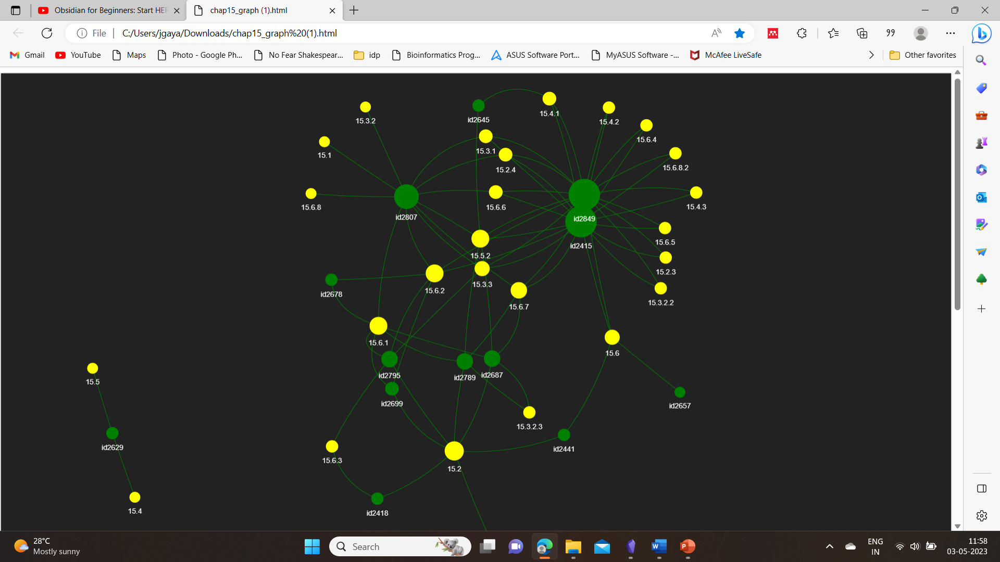 Obsidian for Beginners: Start HER
chap15_graph (1).html
File
C:/Users/jgaya/Downloads/chap15_graph%20(1).html
Gmail
YouTube
Maps
Photo - Google Ph...
No Fear Shakespear...
idp
Bioinformatics Prog...
ASUS Software Port...
MyASUS Software -...
McAfee LiveSafe
Other favorites
15.4.1
15.3.2
id2645
15.4.2
15.6.4
15.3.1
15.1
15.2.4
15.6.8.2
15.6.8
15.6.6
15.4.3
id2807
id2849
id2415
15.6.5
15.5.2
15.2.3
15.3.3
15.6.2
id2678
15.3.2.2
15.6.7
15.6.1
15.6
id2795
id2789
id2687
15.5
id2699
id2657
15.3.2.3
id2629
id2441
15.6.3
15.2
15.4
id2418
28°C
Mostly sunny
Search
ENG
IN
11:58
03-05-2023